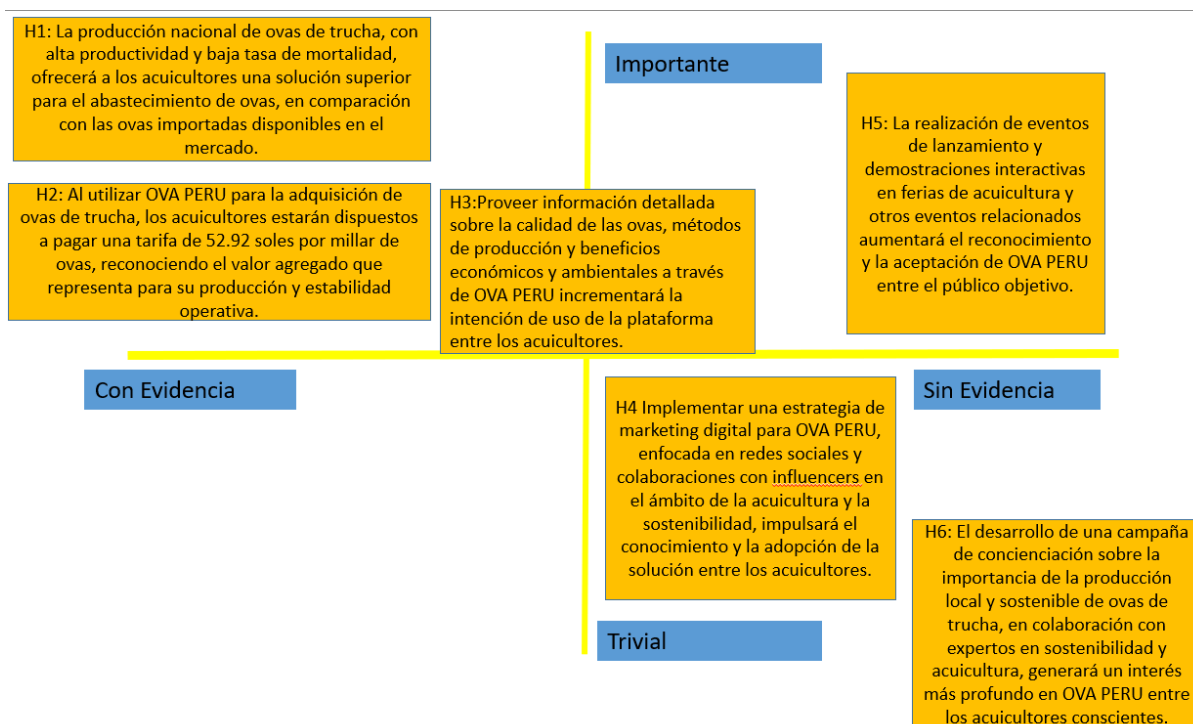 H1: La producción nacional de ovas de trucha, con
alta productividad y baja tasa de mortalidad,
ofrecerá a los acuicultores una solución superior
para el abastecimiento de ovas, en comparación
con las ovas importadas disponibles en el
mercado.
Importante
H5: La realización de eventos
de lanzamiento y
demostraciones interactivas
en ferias de acuicultura y
otros eventos relacionados
aumentará el reconocimiento
y la aceptación de OVA PERU
entre el público objetivo.
H2: Al utilizar OVA PERU para la adquisición de
ovas de trucha, los acuicultores estarán dispuestos
a pagar una tarifa de 52.92 soles por millar de
ovas, reconociendo el valor agregado que
representa para su producción y estabilidad
operativa.
H3:Proveer información detallada
sobre la calidad de las ovas, métodos
de producción y beneficios
económicos y ambientales a través
de OVA PERU incrementará la
intención de uso de la plataforma
entre los acuicultores.
Con Evidencia
Sin Evidencia
H4 Implementar una estrategia de
marketing digital para OVA PERU,
enfocada en redes sociales y
colaboraciones con influencers en
el ámbito de la acuicultura y la
sostenibilidad, impulsará el
conocimiento y la adopción de la
solución entre los acuicultores.
Trivial
H6: El desarrollo de una campaña
de concienciación sobre la
importancia de la producción
local y sostenible de ovas de
trucha, en colaboración con
expertos en sostenibilidad y
acuicultura, generará un interés
más profundo en OVA PERU entre
los acuicultores conscientes.